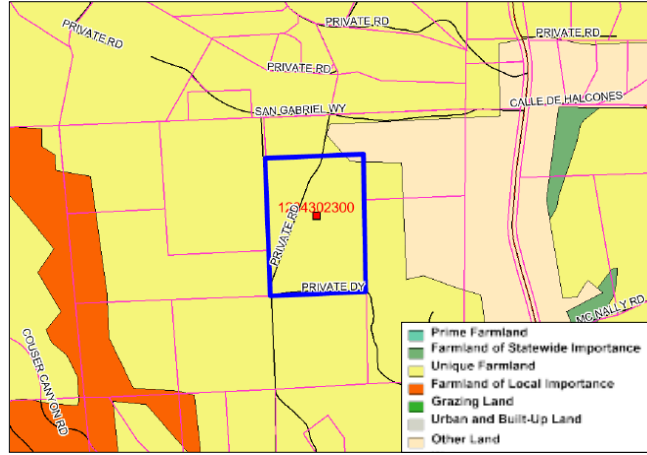 PRIVATE RD
PRIVATE RD
PRIVATE RD
PRIVATE RD
SAN GABRIEL WY
CALLE DE HALCONES
PRIVATE RD
PRIVATE DY
MC NALLY RD
COUSER CANYON RD
Prime Farmland
Farmland of Statewide Importance
Unique Farmland
Farmland of Local Importance
Grazing Land
Urban and Built-Up Land
Other Land